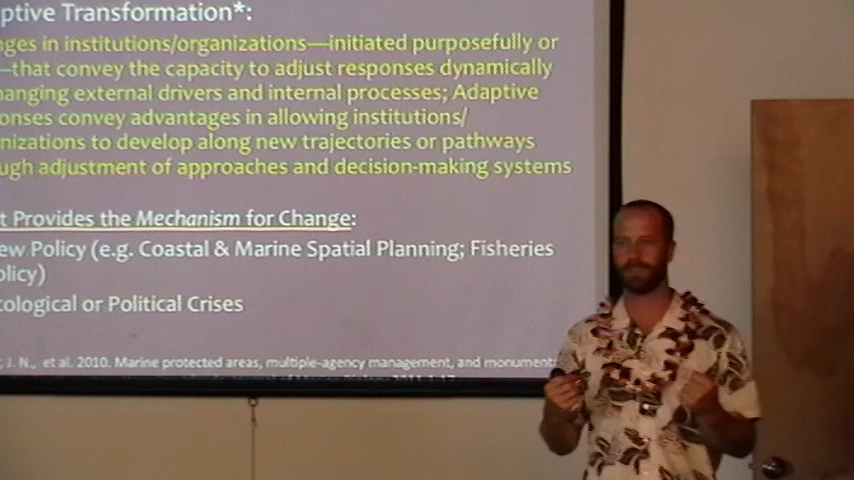 ptive Transformation*:
ges in institutions/organizations—initiated purposefully or
—that convey the capacity to adjust responses dynamically
anging external drivers and internal processes; Adaptive
onses convey advantages in allowing institutions/
nizations to develop along new trajectories or pathways
ugh adjustment of approaches and decision-making systems
t Provides the Mechanism for Change:
ew Policy (e.g. Coastal & Marine Spatial Planning; Fisheries
olicy)
cological or Political Crises
, J. N., et al. 2010. Marine protected areas, multiple-agency management, and monument